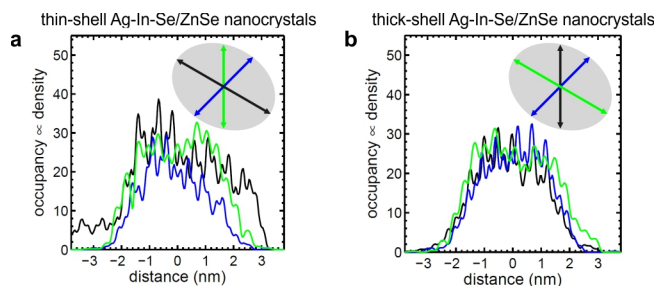 thin-shell Ag-In-Se/ZnSe nanocrystals
thick-shell Ag-In-Se/ZnSe nanocrystals
a
50
40
30
20
10
0
occupancy ∝ density
−3 −2 −1 0 1 2 3
distance (nm)
b
50
40
30
20
10
0
occupancy ∝ density
−3 −2 −1 0 1 2 3
distance (nm)